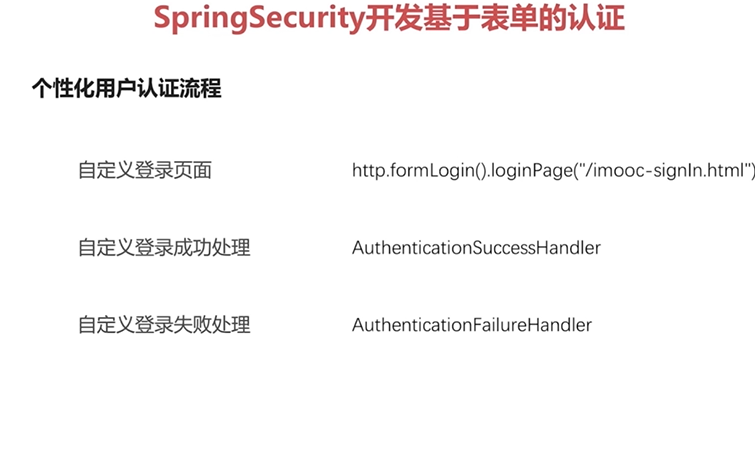 SpringSecurity开发基于表单的认证
个性化用户认证流程
自定义登录页面 http.formLogin().loginPage("/imooc-signIn.html")
自定义登录成功处理 AuthenticationSuccessHandler
自定义登录失败处理 AuthenticationFailureHandler